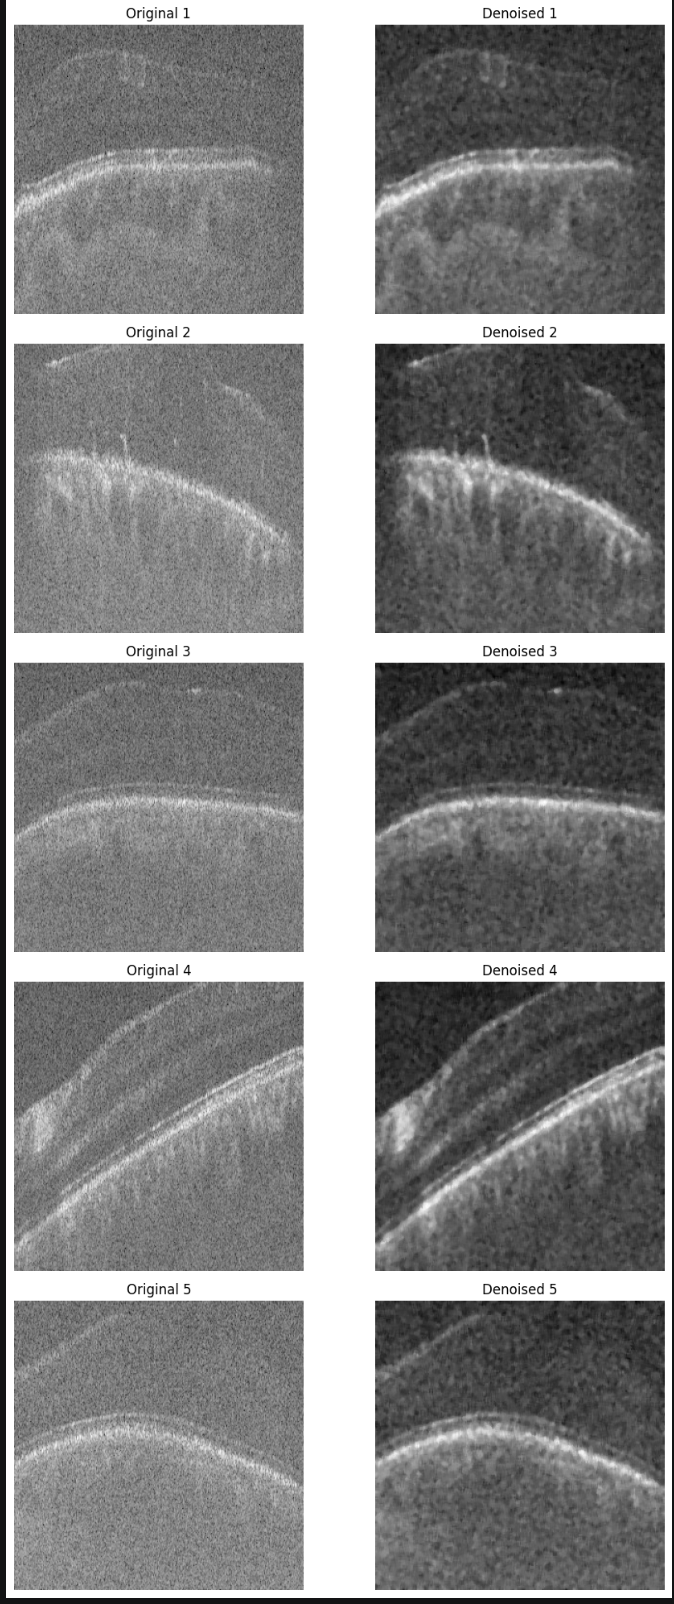 Original 1
Denoised 1
Original 2
Denoised 2
Original 3
Denoised 3
Original 4
Denoised 4
Original 5
Denoised 5